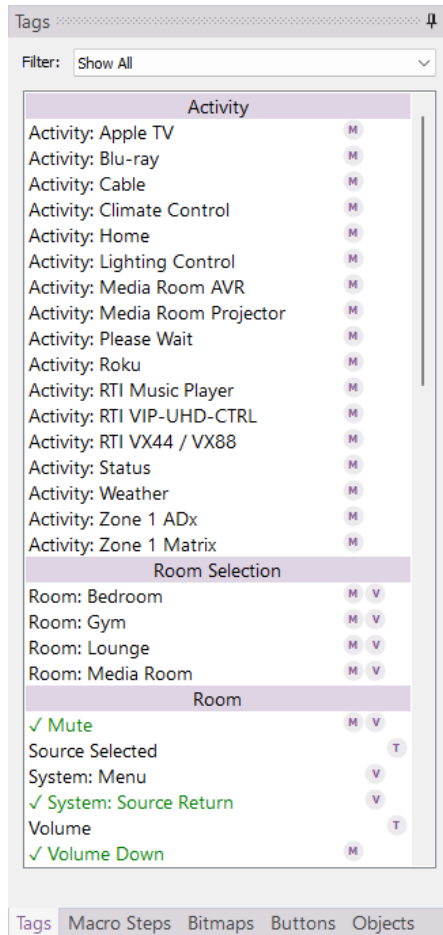 Tags
Filter: Show All
Activity
Activity: Apple TV M
Activity: Blu-ray M
Activity: Cable M
Activity: Climate Control M
Activity: Home M
Activity: Lighting Control M
Activity: Media Room AVR M
Activity: Media Room Projector M
Activity: Please Wait M
Activity: Roku M
Activity: RTI Music Player M
Activity: RTI VIP-UHD-CTRL M
Activity: RTI VX44 / VX88 M
Activity: Status M
Activity: Weather M
Activity: Zone 1 ADx M
Activity: Zone 1 Matrix M
Room Selection
Room: Bedroom M V
Room: Gym M V
Room: Lounge M V
Room: Media Room M V
Room
✓ Mute M V
Source Selected T
System: Menu V
✓ System: Source Return V
Volume T
✓ Volume Down M
Tags Macro Steps Bitmaps Buttons Objects